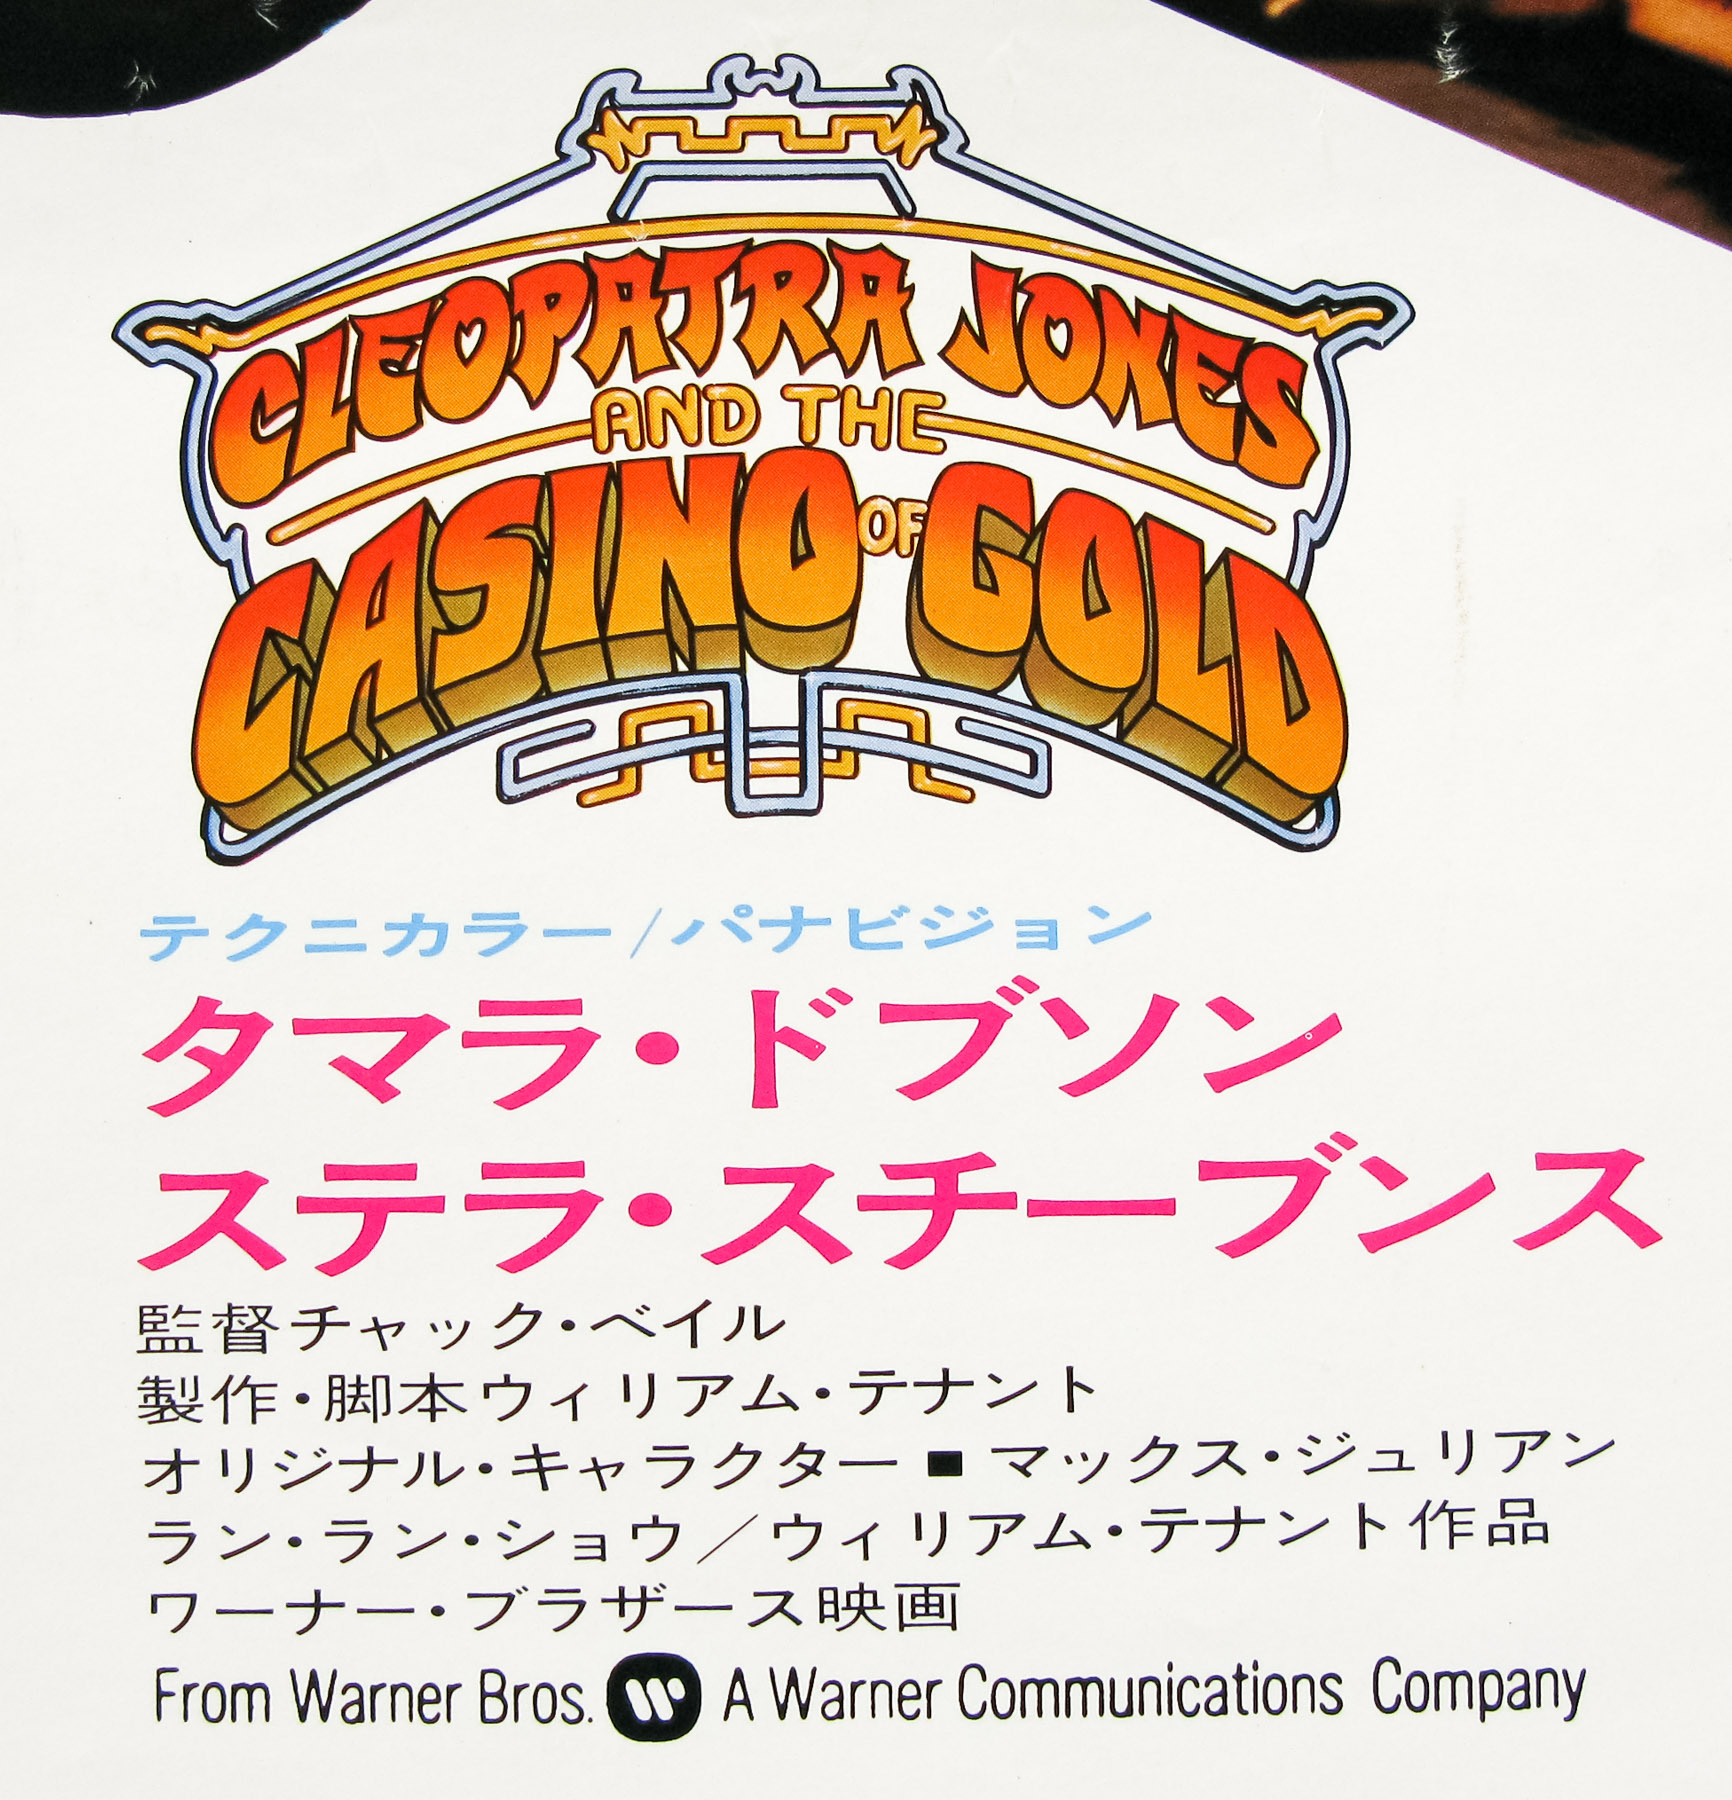 CLEOPATRA JONES
AND THE
CASINO OF GOLD
テクニカラー/パナビジョン
タマラ・ドブソン
ステラ・スチーブンス
監督チャック・ベイル
製作・脚本ウィリアム・テナント
オリジナル・キャラクター■マックス・ジュリアン
ラン・ラン・ショウ／ウィリアム・テナント作品
ワーナー・ブラザース映画
From Warner Bros. W A Warner Communications Company